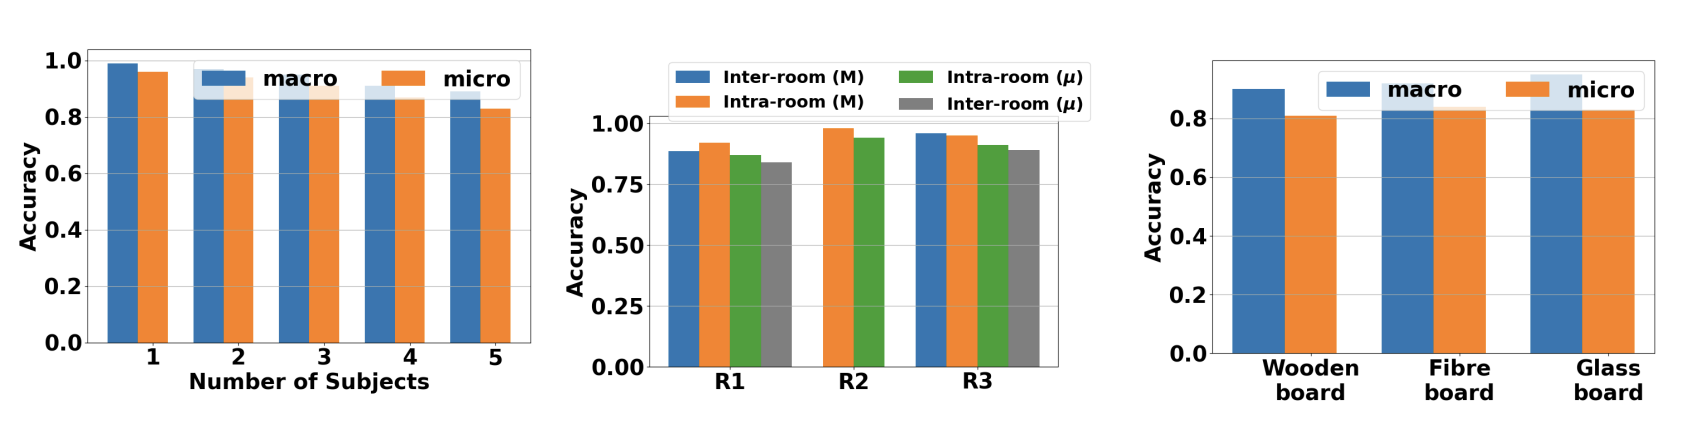 1.0
0.8
0.6
0.4
0.2
0.0
Accuracy
macro micro
1 2 3 4 5
Number of Subjects
Inter-room (M) Intra-room (μ)
Intra-room (M) Inter-room (μ)
1.00
0.75
0.50
0.25
0.00
Accuracy
R1 R2 R3
macro micro
0.8
0.6
0.4
0.2
0.0
Accuracy
Wooden board
Fibre board
Glass board